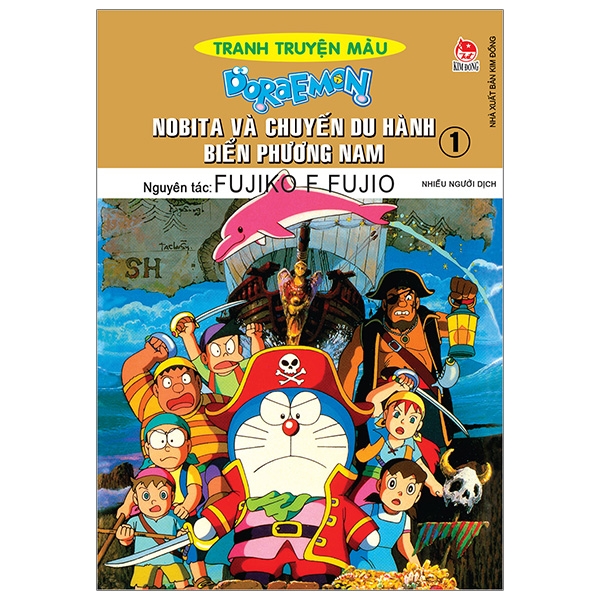 TRANH TRUYỆN MÀU
DORAEMON
NOBITA VÀ CHUYẾN DU HÀNH
BIỂN PHƯƠNG NAM
1
Nguyên tác: FUJIKO F FUJIO
NHIỀU NGƯỜI DỊCH
KIM ĐỒNG
NHÀ XUẤT BẢN KIM ĐỒNG
SH